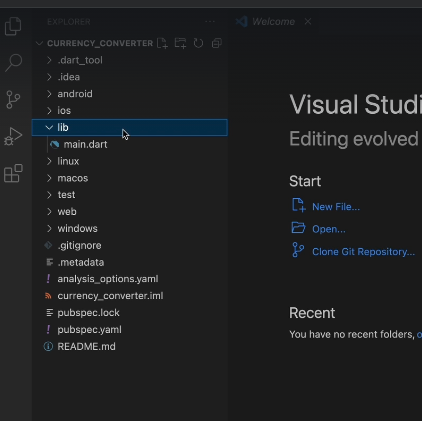 EXPLORER
Welcome
CURRENCY_CONVERTER
.dart_tool
.idea
android
ios
lib
main.dart
linux
macos
test
web
windows
.gitignore
.metadata
analysis_options.yaml
currency_converter.iml
pubspec.lock
pubspec.yaml
README.md
Visual Studi
Editing evolved
Start
New File...
Open...
Clone Git Repository...
Recent
You have no recent folders, o